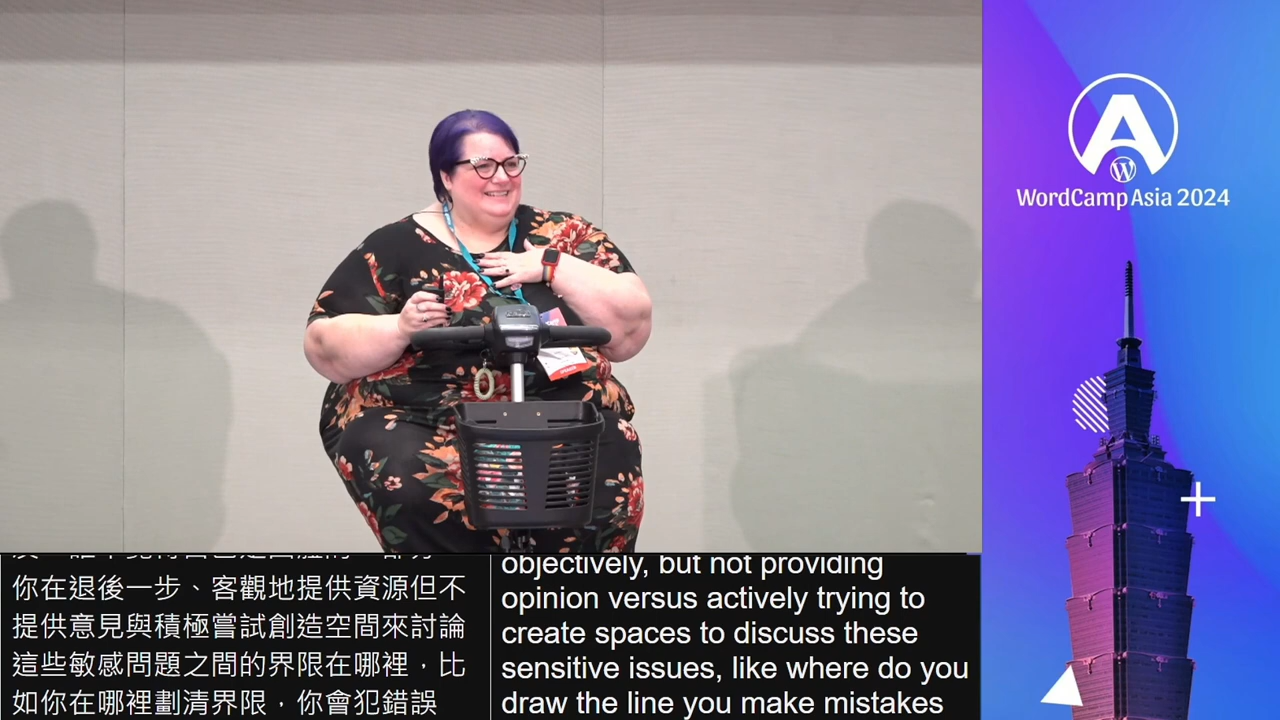 WordCamp Asia 2024
你在退後一步、客觀地提供資源但不
提供意見與積極嘗試創造空間來討論
這些敏感問題之間的界限在哪裡，比
如你在哪裡劃清界限，你會犯錯誤
objectively, but not providing
opinion versus actively trying to
create spaces to discuss these
sensitive issues, like where do you
draw the line you make mistakes